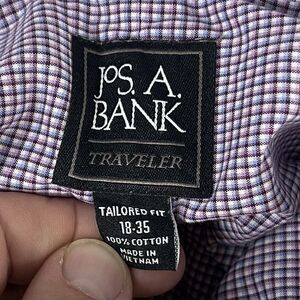 JOS. A.
BANK
TRAVELER
TAILORED FIT
18-35
100% COTTON
MADE IN
VIETNAM